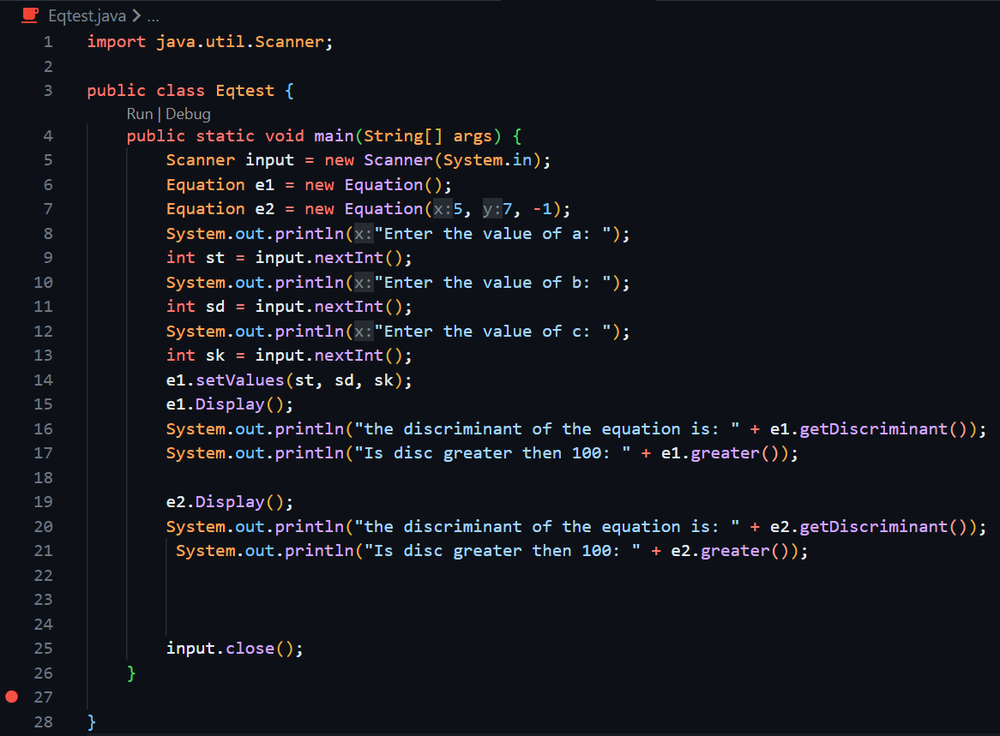 Eqtest.java > ...
1 import java.util.Scanner;
2
3 public class Eqtest {
Run | Debug
4 public static void main(String[] args) {
5 Scanner input = new Scanner(System.in);
6 Equation e1 = new Equation();
7 Equation e2 = new Equation(x:5, y:7, -1);
8 System.out.println(x:"Enter the value of a: ");
9 int st = input.nextInt();
10 System.out.println(x:"Enter the value of b: ");
11 int sd = input.nextInt();
12 System.out.println(x:"Enter the value of c: ");
13 int sk = input.nextInt();
14 e1.setValues(st, sd, sk);
15 e1.Display();
16 System.out.println("the discriminant of the equation is: " + e1.getDiscriminant());
17 System.out.println("Is disc greater then 100: " + e1.greater());
18
19 e2.Display();
20 System.out.println("the discriminant of the equation is: " + e2.getDiscriminant());
21 System.out.println("Is disc greater then 100: " + e2.greater());
22
23
24
25 input.close();
26 }
27
28 }